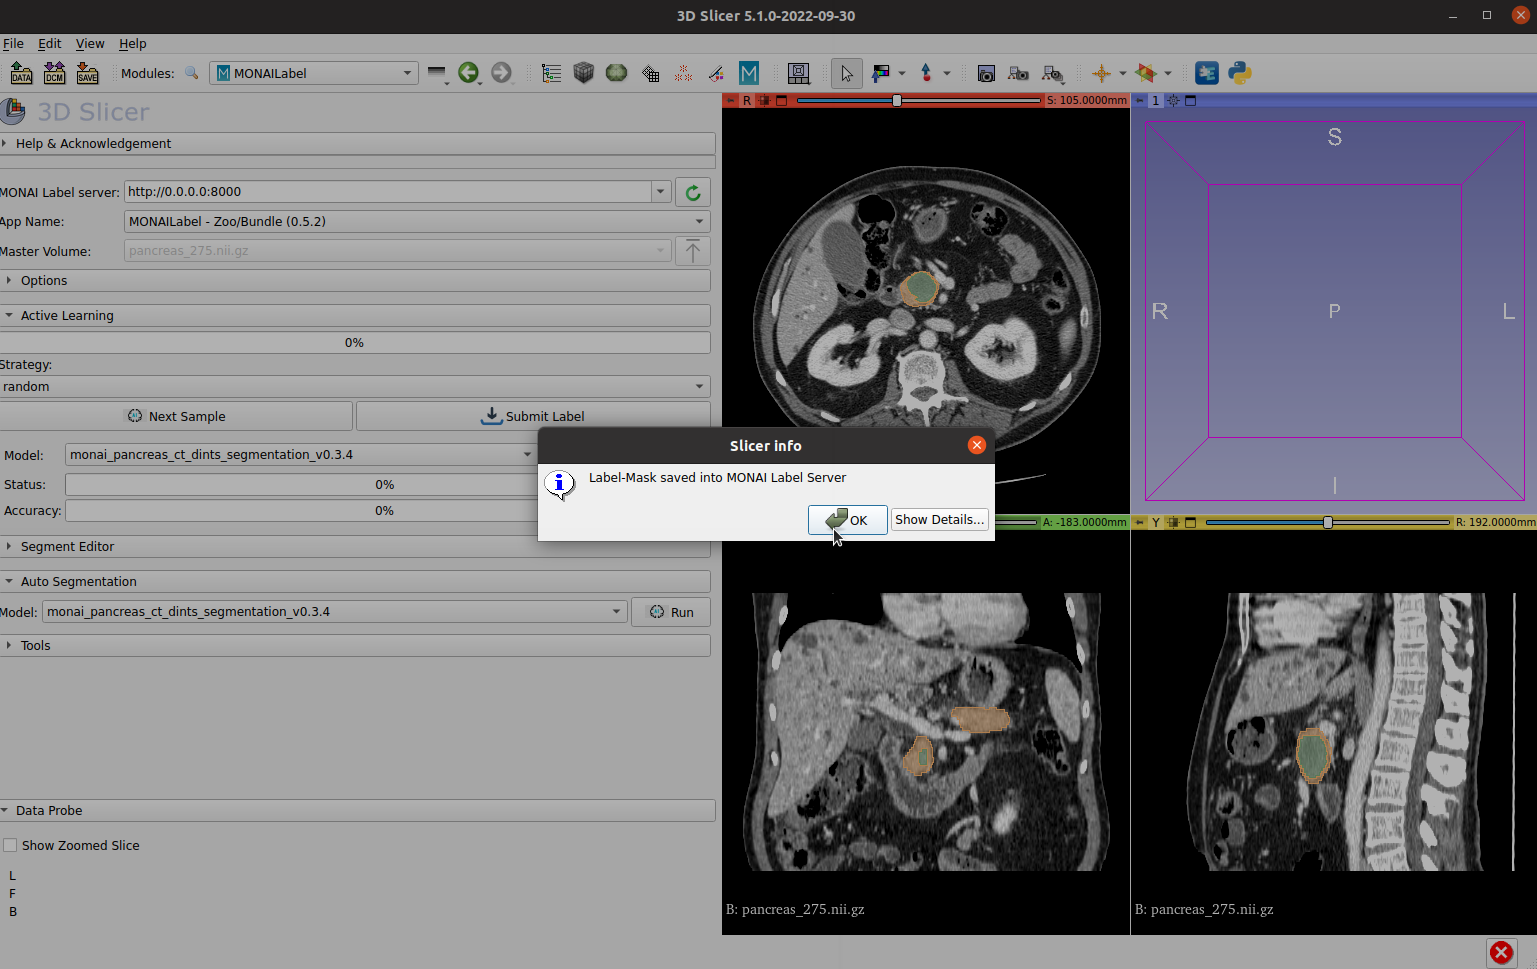 3D Slicer 5.1.0-2022-09-30
File Edit View Help
DATA DCM SAVE Modules: M MONAILabel M
3D Slicer
Help & Acknowledgement
MONAI Label server: http://0.0.0.0:8000
App Name: MONAILabel - Zoo/Bundle (0.5.2)
Master Volume: pancreas_275.nii.gz
Options
Active Learning
0%
Strategy:
random
Next Sample Submit Label
Model: monai_pancreas_ct_dints_segmentation_v0.3.4
Status: 0%
Accuracy: 0%
Segment Editor
Auto Segmentation
Model: monai_pancreas_ct_dints_segmentation_v0.3.4 Run
Tools
Data Probe
Show Zoomed Slice
L
F
B
R S: 105.0000mm
1
S
R P L
I
Slicer info
Label-Mask saved into MONAI Label Server
OK Show Details...
A: -183.0000mm
Y R: 192.0000mm
B: pancreas_275.nii.gz
B: pancreas_275.nii.gz